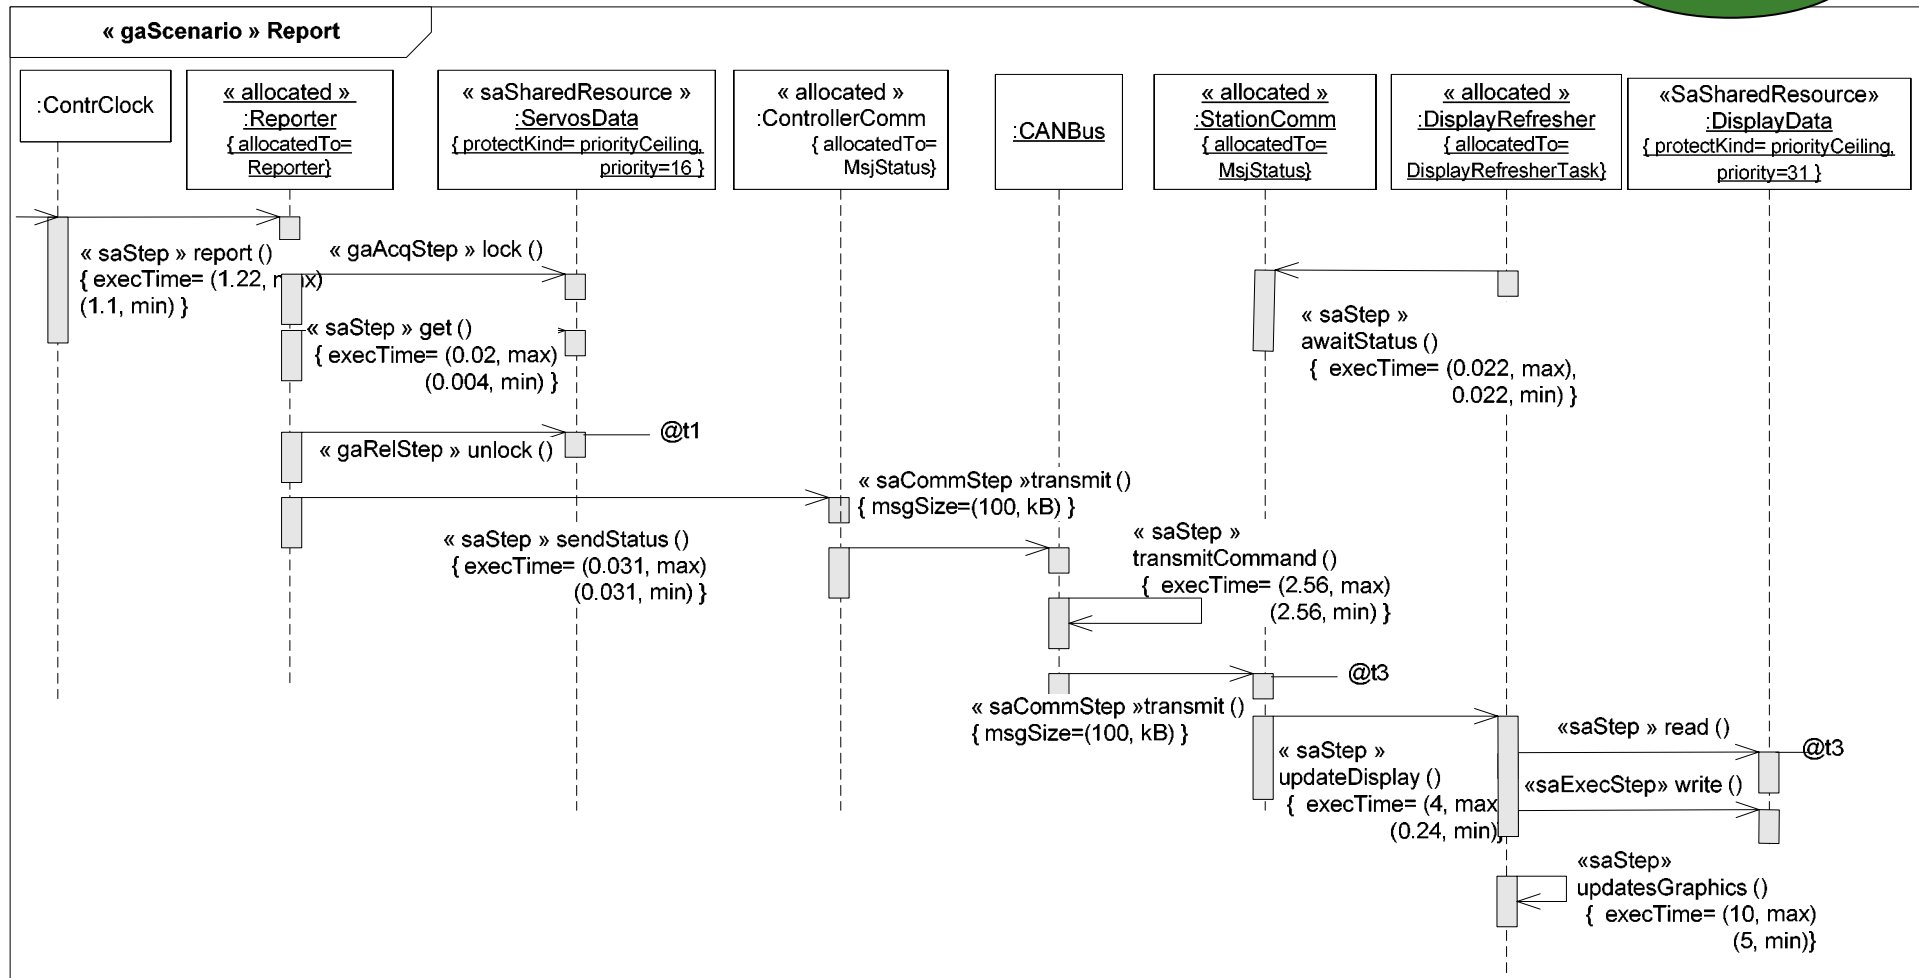 « gaScenario » Report
:ContrClock
« allocated »
:Reporter
{ allocatedTo=
Reporter}
« saSharedResource »
:ServosData
{ protectKind= priorityCeiling,
priority=16 }
« allocated »
:ControllerComm
{ allocatedTo=
MsjStatus}
:CANBus
« allocated »
:StationComm
{ allocatedTo=
MsjStatus}
« allocated »
:DisplayRefresher
{ allocatedTo=
DisplayRefresherTask}
«SaSharedResource»
:DisplayData
{ protectKind= priorityCeiling,
priority=31 }
« saStep » report ()
{ execTime= (1.22, max)
(1.1, min) }
« gaAcqStep » lock ()
« saStep » get ()
{ execTime= (0.02, max)
(0.004, min) }
« saStep »
awaitStatus ()
{ execTime= (0.022, max),
0.022, min) }
« gaRelStep » unlock ()
@t1
« saStep » sendStatus ()
{ execTime= (0.031, max)
(0.031, min) }
« saCommStep »transmit ()
{ msgSize=(100, kB) }
« saStep »
transmitCommand ()
{ execTime= (2.56, max)
(2.56, min) }
@t3
« saCommStep »transmit ()
{ msgSize=(100, kB) }
« saStep »
updateDisplay ()
{ execTime= (4, max
(0.24, min)}
«saStep » read ()
@t3
«saExecStep» write ()
«saStep»
updatesGraphics ()
{ execTime= (10, max)
(5, min)}